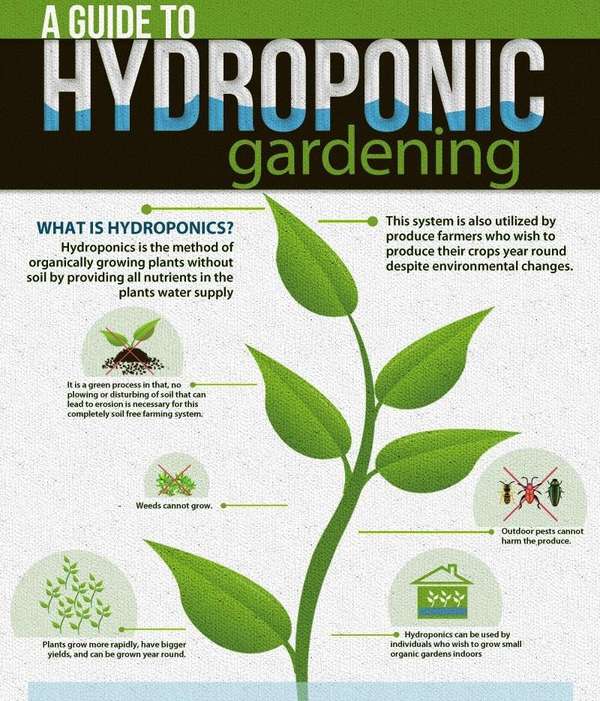 A GUIDE TO
HYDROPONIC
gardening
WHAT IS HYDROPONICS?
Hydroponics is the method of
organically growing plants without
soil by providing all nutrients in the
plants water supply
This system is also utilized by
produce farmers who wish to
produce their crops year round
despite environmental changes.
It is a green process in that, no
plowing or disturbing of soil that can
lead to erosion is necessary for this
completely soil free farming system.
Weeds cannot grow.
Outdoor pests cannot
harm the produce.
Plants grow more rapidly, have bigger
yields, and can be grown year round.
Hydroponics can be used by
individuals who wish to grow small
organic gardens indoors